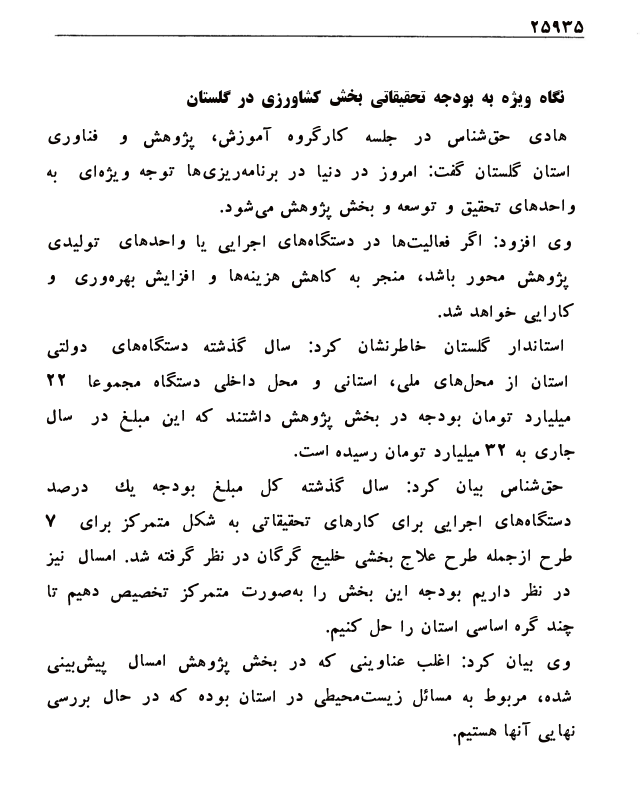 ۲۵۹۳۵
نگاه ویژه به بودجه تحقیقاتی بخش کشاورزی در گلستان
هادی حق‌شناس در جلسه کارگروه آموزش، پژوهش و فناوری
استان گلستان گفت: امروز در دنیا در برنامه‌ریزی‌ها توجه ویژه‌ای به
واحدهای تحقیق و توسعه و بخش پژوهش می‌شود.
وی افزود: اگر فعالیت‌ها در دستگاه‌های اجرایی یا واحدهای تولیدی
پژوهش محور باشد، منجر به کاهش هزینه‌ها و افزایش بهره‌وری و
کارایی خواهد شد.
استاندار گلستان خاطرنشان کرد: سال گذشته دستگاه‌های دولتی
استان از محل‌های ملی، استانی و محل داخلی دستگاه مجموعا ۲۲
میلیارد تومان بودجه در بخش پژوهش داشتند که این مبلغ در سال
جاری به ۳۲ میلیارد تومان رسیده است.
حق‌شناس بیان کرد: سال گذشته کل مبلغ بودجه یك درصد
دستگاه‌های اجرایی برای کارهای تحقیقاتی به شکل متمرکز برای ۷
طرح ازجمله طرح علاج بخشی خلیج گرگان در نظر گرفته شد. امسال نیز
در نظر داریم بودجه این بخش را به‌صورت متمرکز تخصیص دهیم تا
چند گره اساسی استان را حل کنیم.
وی بیان کرد: اغلب عناوینی که در بخش پژوهش امسال پیش‌بینی
شده، مربوط به مسائل زیست‌محیطی در استان بوده که در حال بررسی
نهایی آنها هستیم.